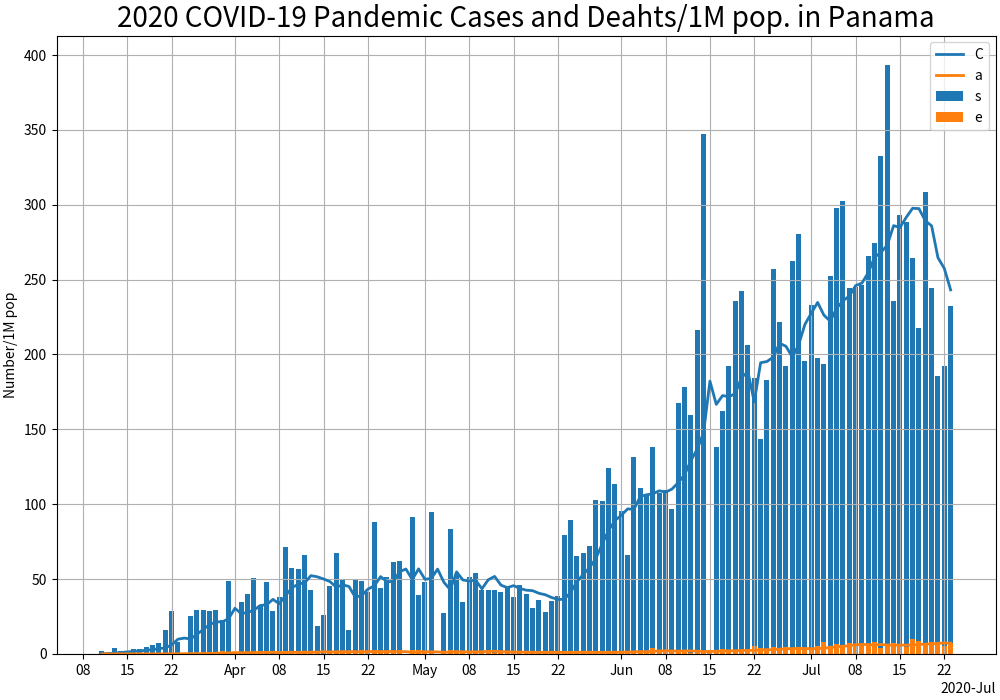 2020 COVID-19 Pandemic Cases and Deahts/1M pop. in Panama
C
a
s
e
Number/1M pop
400
350
300
250
200
150
100
50
0
08 15 22 Apr 08 15 22 May 08 15 22 Jun 08 15 22 Jul 08 15 22
2020-Jul